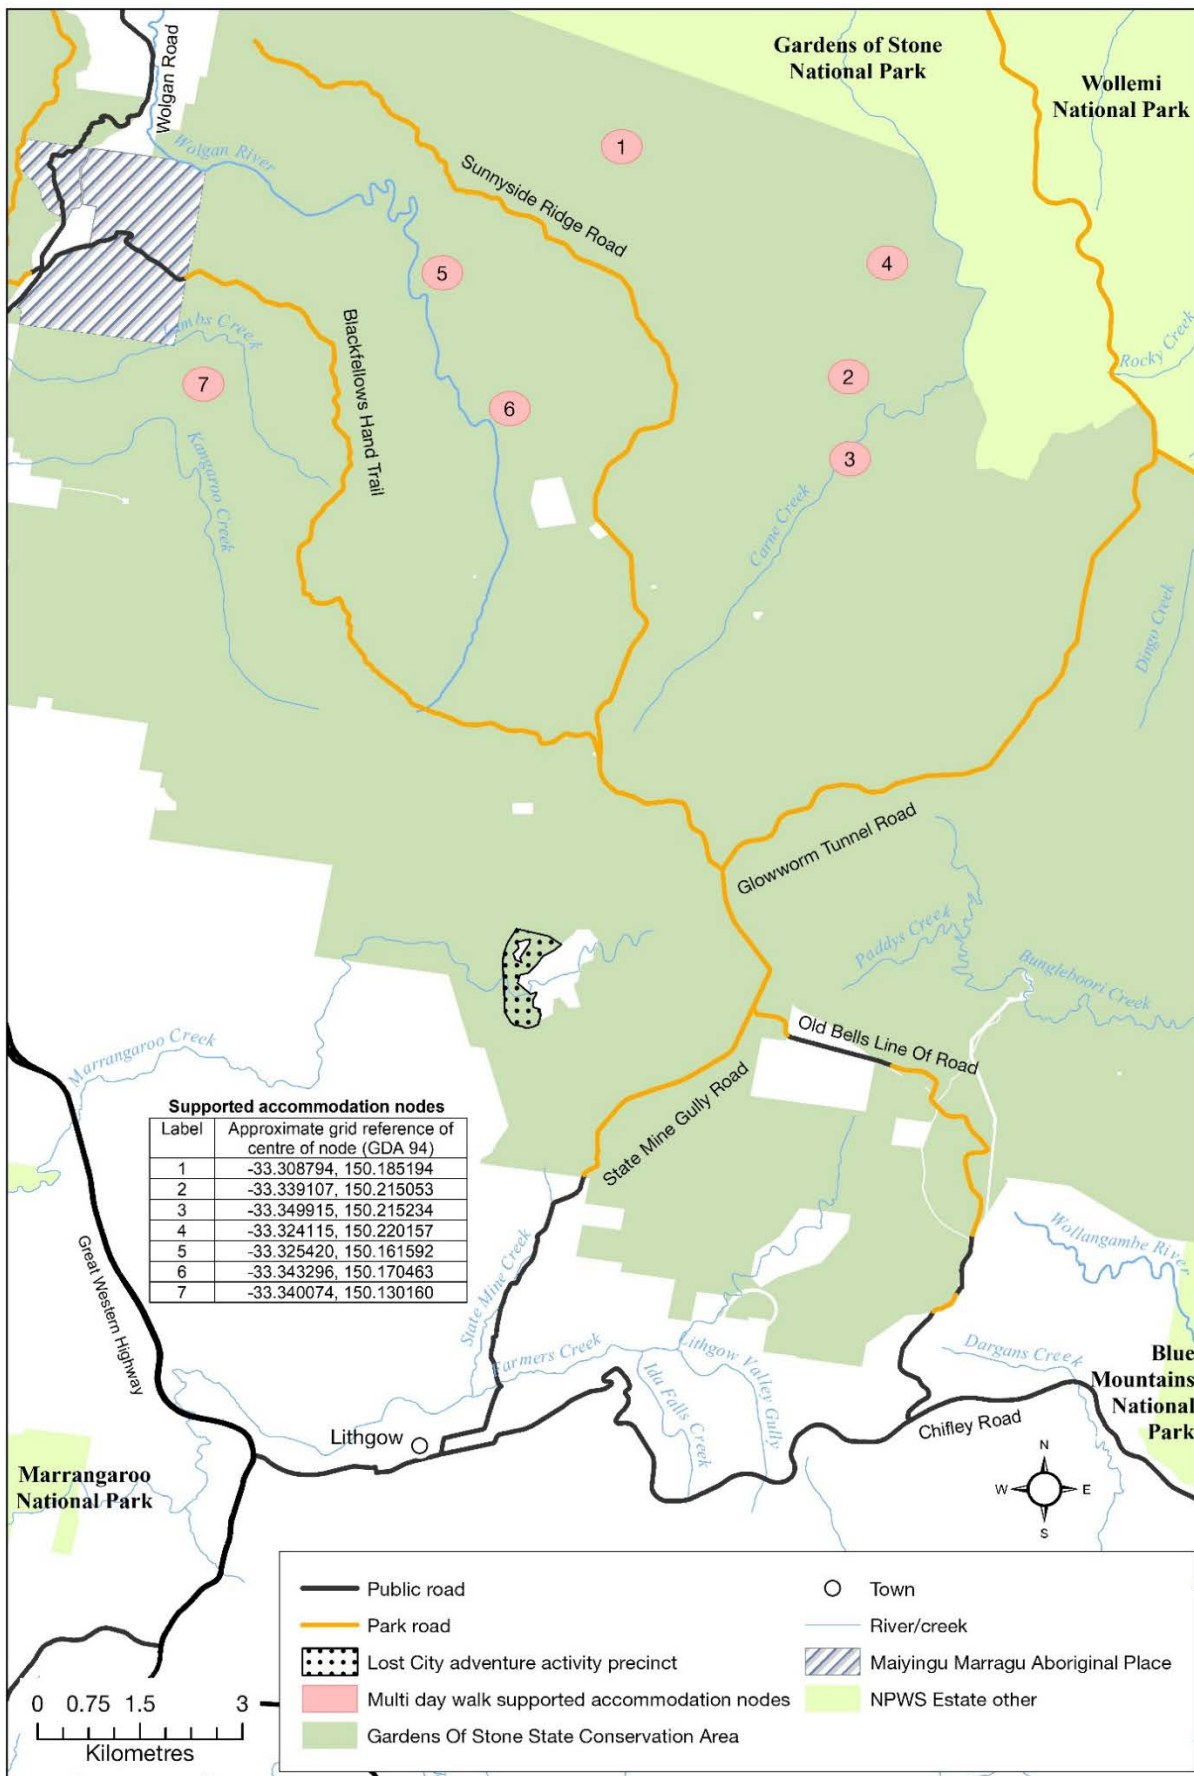 Gardens of Stone
National Park
Wollemi
National Park
Wolgan Road
Wolgan River
Sunnyside Ridge Road
1
4
5
2
7
6
3
Lambs Creek
Blackfellows Hand Trail
Kangaroo Creek
Rocky Creek
Carne Creek
Dingo Creek
Glowworm Tunnel Road
Paddys Creek
Bungleboori Creek
Old Bells Line Of Road
Marrangaroo Creek
State Mine Gully Road
Supported accommodation nodes
Label Approximate grid reference of
centre of node (GDA 94)
1 -33.308794, 150.185194
2 -33.339107, 150.215053
3 -33.349915, 150.215234
4 -33.324115, 150.220157
5 -33.325420, 150.161592
6 -33.343296, 150.170463
7 -33.340074, 150.130160
Great Western Highway
State Mine Creek
Farmers Creek
Ida Falls Creek
Lithgow Valley Gully
Wollangambe River
Dargans Creek
Blue
Mountains
National
Park
Chifley Road
Lithgow
Marrangaroo
National Park
N
W E
S
Public road
Park road
Lost City adventure activity precinct
Multi day walk supported accommodation nodes
Gardens Of Stone State Conservation Area
Town
River/creek
Maiyingu Marragu Aboriginal Place
NPWS Estate other
0 0.75 1.5 3
Kilometres